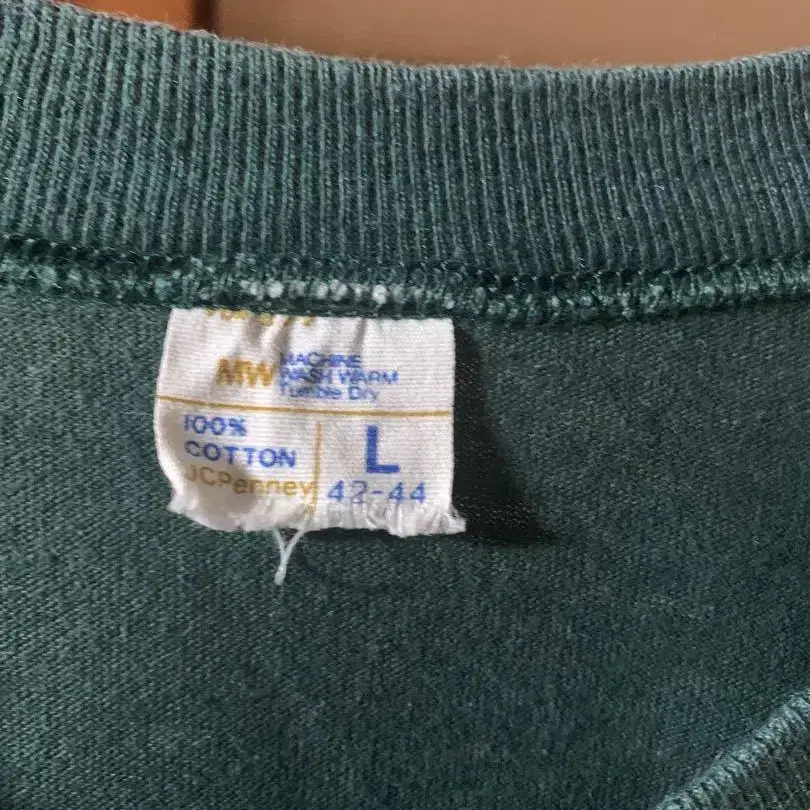 MW MACHINE
WASH WARM
Tumble Dry
100%
COTTON
JCPenney
L
42-44